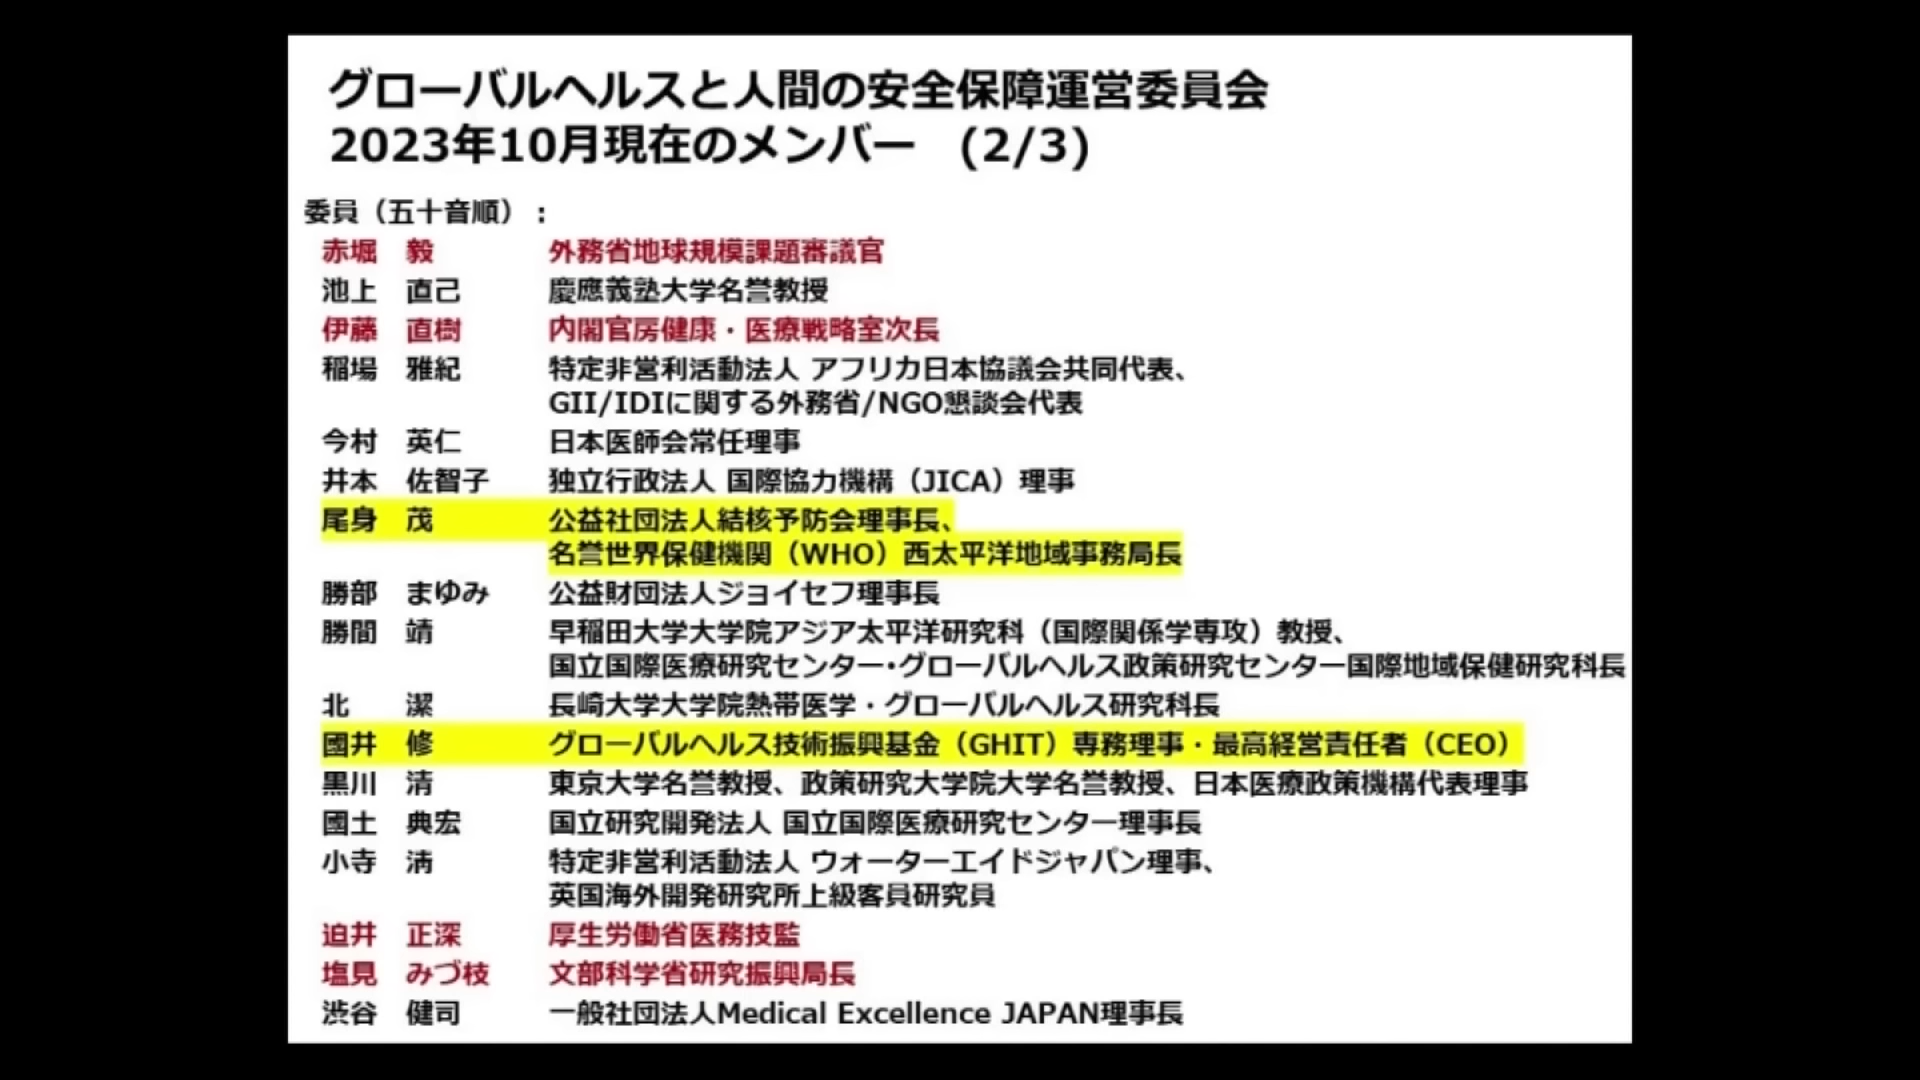 グローバルヘルスと人間の安全保障運営委員会
2023年10月現在のメンバー (2/3)
委員（五十音順）：
赤堀 毅 外務省地球規模課題審議官
池上 直己 慶應義塾大学名誉教授
伊藤 直樹 内閣官房健康・医療戦略室次長
稲場 雅紀 特定非営利活動法人 アフリカ日本協議会共同代表、
GII/IDIに関する外務省/NGO懇談会代表
今村 英仁 日本医師会常任理事
井本 佐智子 独立行政法人 国際協力機構（JICA）理事
尾身 茂 公益社団法人結核予防会理事長、
名誉世界保健機関（WHO）西太平洋地域事務局長
勝部 まゆみ 公益財団法人ジョイセフ理事長
勝間 靖 早稲田大学大学院アジア太平洋研究科（国際関係学専攻）教授、
国立国際医療研究センター・グローバルヘルス政策研究センター国際地域保健研究科長
北 潔 長崎大学大学院熱帯医学・グローバルヘルス研究科長
國井 修 グローバルヘルス技術振興基金（GHIT）専務理事・最高経営責任者（CEO）
黒川 清 東京大学名誉教授、政策研究大学院大学名誉教授、日本医療政策機構代表理事
國土 典宏 国立研究開発法人 国立国際医療研究センター理事長
小寺 清 特定非営利活動法人 ウォーターエイドジャパン理事、
英国海外開発研究所上級客員研究員
迫井 正深 厚生労働省医務技監
塩見 みづ枝 文部科学省研究振興局長
渋谷 健司 一般社団法人Medical Excellence JAPAN理事長